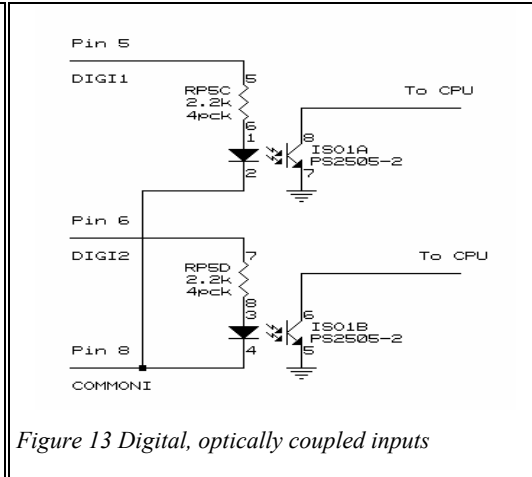 Pin 5
DIGI1
RP5C
2.2k
4pck
5
6
1
2
To CPU
8
ISO1A
PS2505-2
7
Pin 6
DIGI2
RP5D
2.2k
4pck
7
8
3
4
To CPU
6
ISO1B
PS2505-2
5
Pin 8
COMMONI
Figure 13 Digital, optically coupled inputs